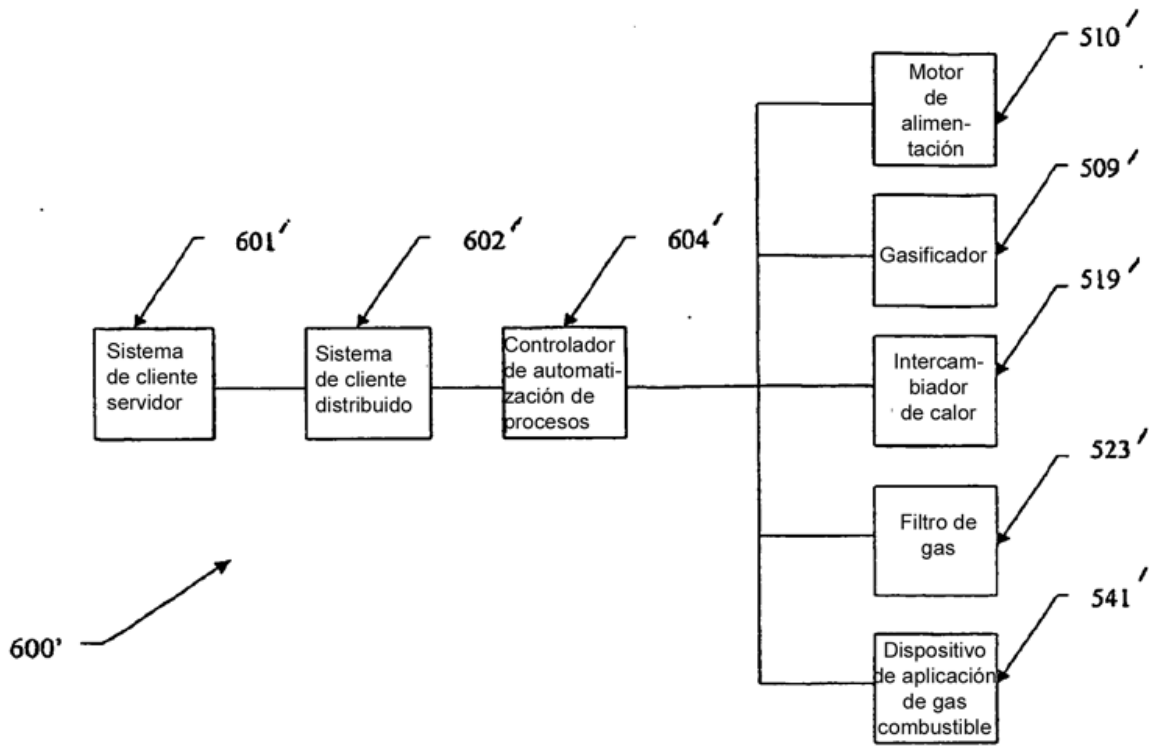 510'
Motor
de
alimen-
tación
509'
Gasificador
601'
602'
604'
519'
Sistema
de cliente
servidor
Sistema
de cliente
distribuido
Controlador
de automati-
zación de
procesos
Intercam-
biador
de calor
523'
Filtro de
gas
541'
600'
Dispositivo
de aplicación
de gas
combustible